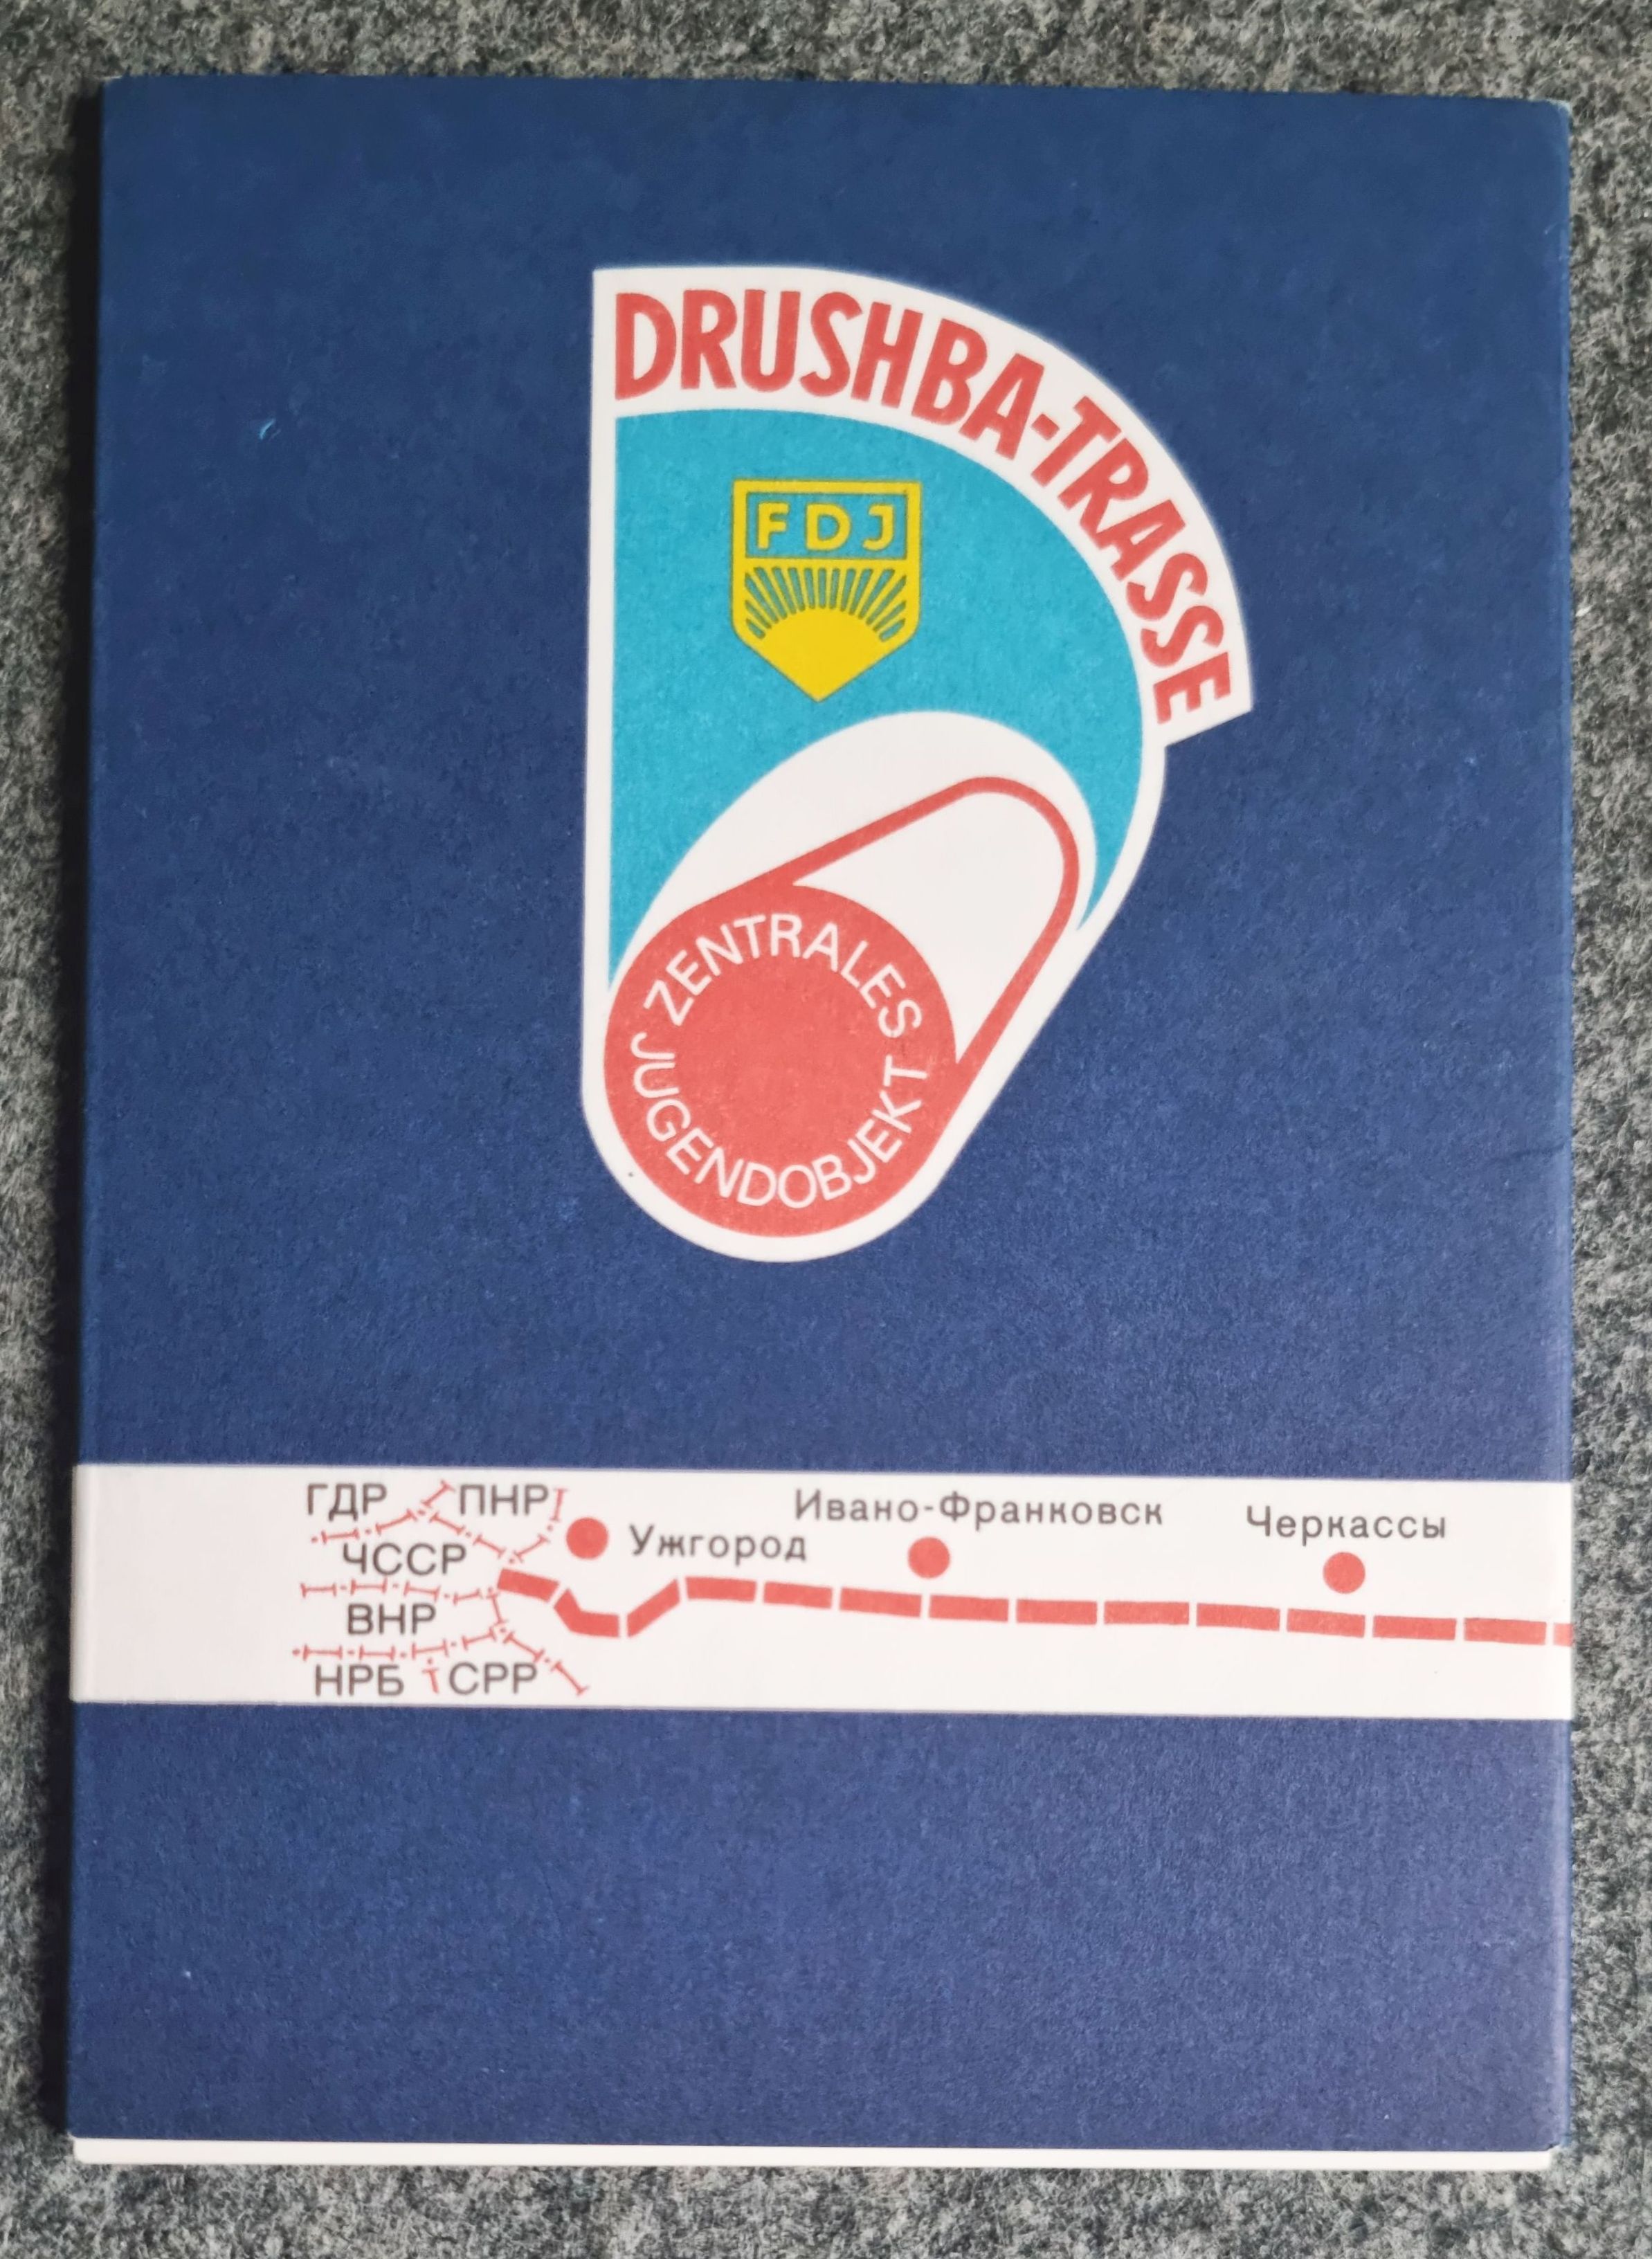 DRUSHBA-TRASSE
FDJ
ZENTRALES
JUGENDOBJEKT
ГДР ПНР
Ивано-Франковск
Черкассы
Ужгород
ЧССР
ВНР
НРБ СРР